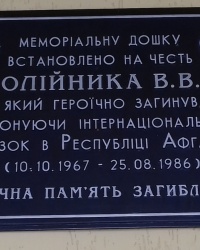 МЕМОРІАЛЬНУ ДОШКУ
ВСТАНОВЛЕНО НА ЧЕСТЬ
ОЛІЙНИКА В.В.
ЯКИЙ ГЕРОЇЧНО ЗАГИНУВ,
ОНУЮЧИ ІНТЕРНАЦІОНАЛЬ
ЗОК В РЕСПУБЛІЦІ АФГ
(10.10.1967 - 25.08.1986)
ЧНА ПАМ'ЯТЬ ЗАГИБЛ